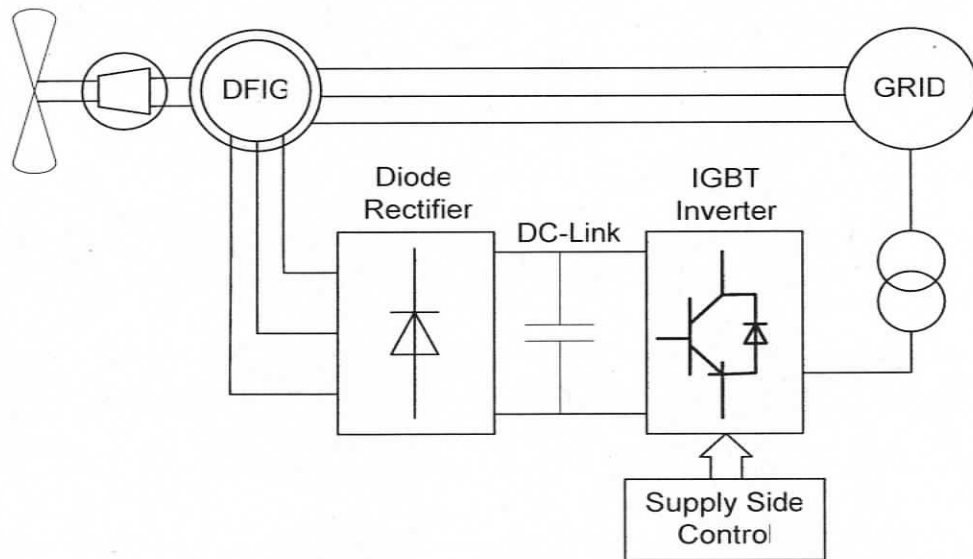 DFIG
GRID
Diode
Rectifier
DC-Link
IGBT
Inverter
Supply Side
Control